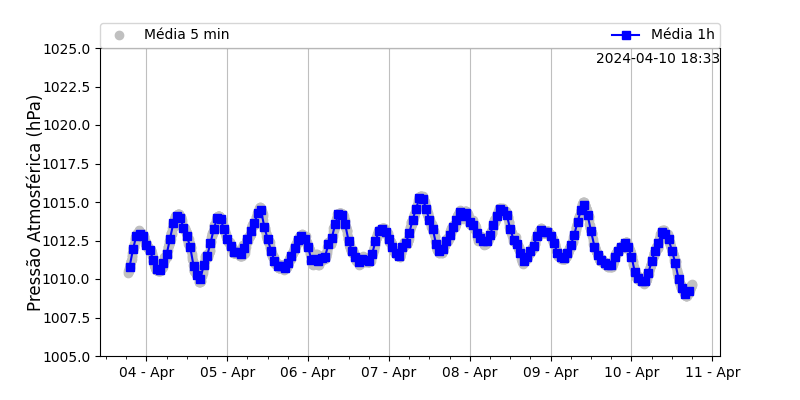 Média 5 min
Média 1h
2024-04-10 18:33
Pressão Atmosférica (hPa)
1025.0
1022.5
1020.0
1017.5
1015.0
1012.5
1010.0
1007.5
1005.0
04 - Apr
05 - Apr
06 - Apr
07 - Apr
08 - Apr
09 - Apr
10 - Apr
11 - Apr